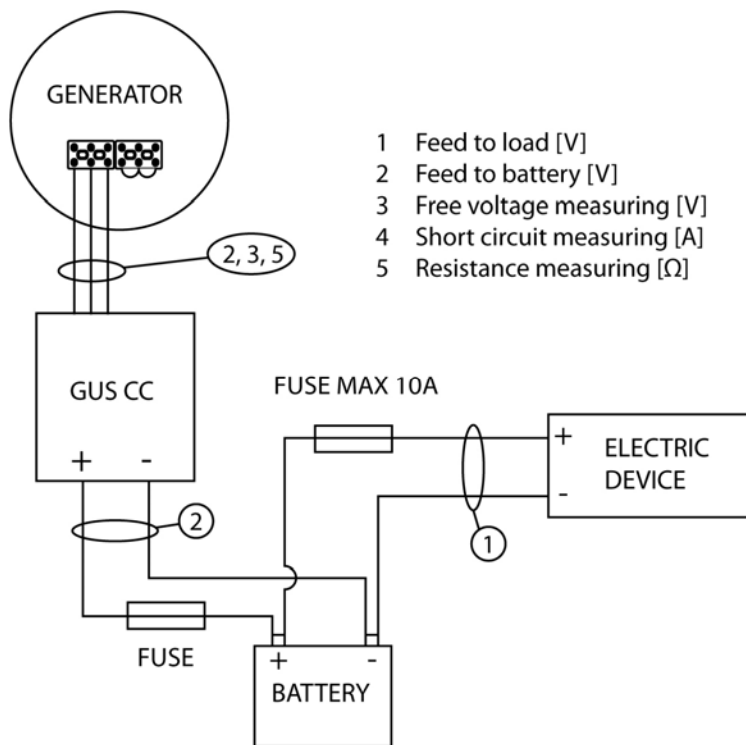 GENERATOR
1 Feed to load [V]
2 Feed to battery [V]
3 Free voltage measuring [V]
4 Short circuit measuring [A]
5 Resistance measuring [Ω]
2, 3, 5
GUS CC
+ -
FUSE MAX 10A
+
ELECTRIC
DEVICE
-
2
1
FUSE
+ -
BATTERY